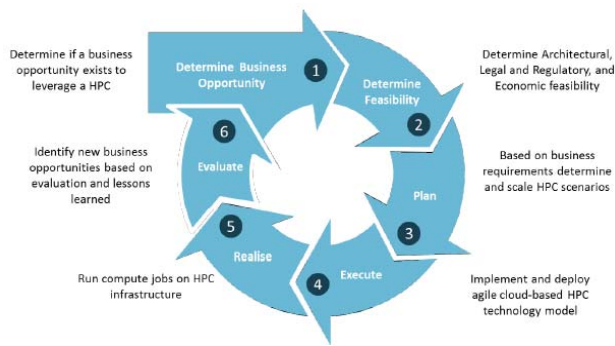 Determine if a business
opportunity exists to
leverage a HPC
Determine Business
Opportunity
1
Determine
Feasibility
2
Determine Architectural,
Legal and Regulatory, and
Economic feasibility
Plan
3
Based on business
requirements determine
and scale HPC scenarios
Execute
4
Implement and deploy
agile cloud-based HPC
technology model
Realise
5
Run compute jobs on HPC
infrastructure
Evaluate
6
Identify new business
opportunities based on
evaluation and lessons
learned